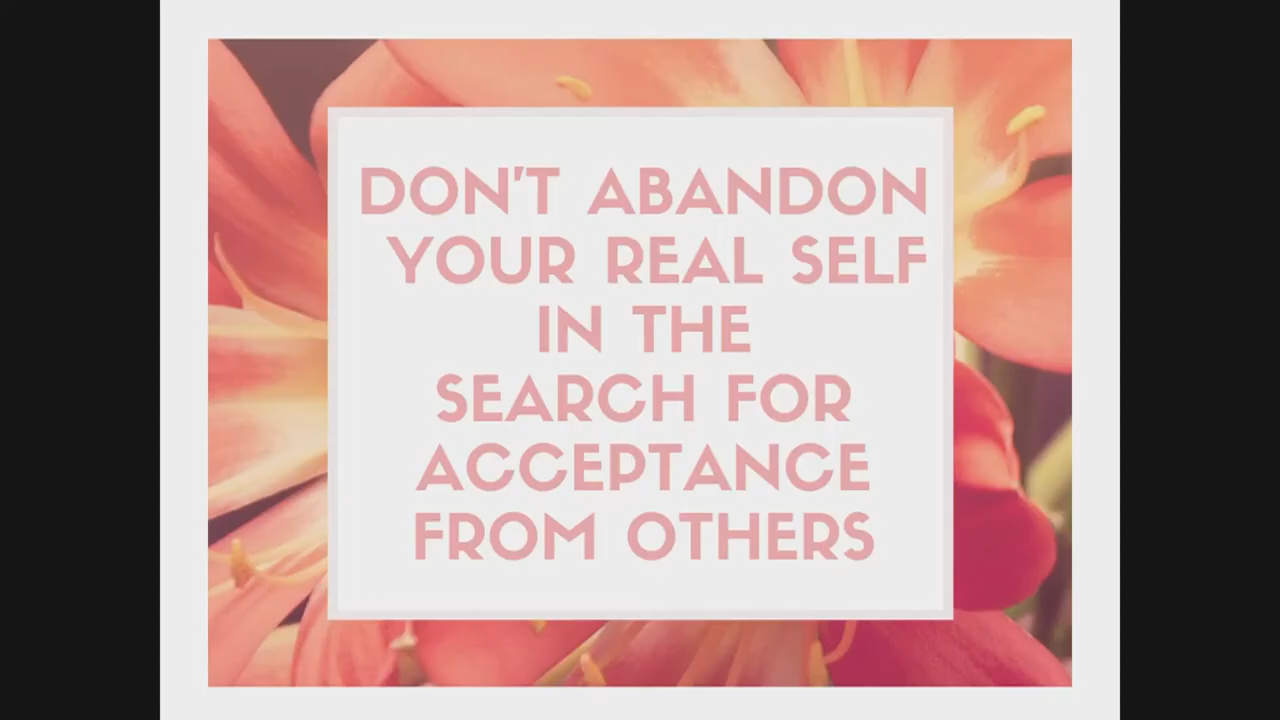 DON'T ABANDON
YOUR REAL SELF
IN THE
SEARCH FOR
ACCEPTANCE
FROM OTHERS